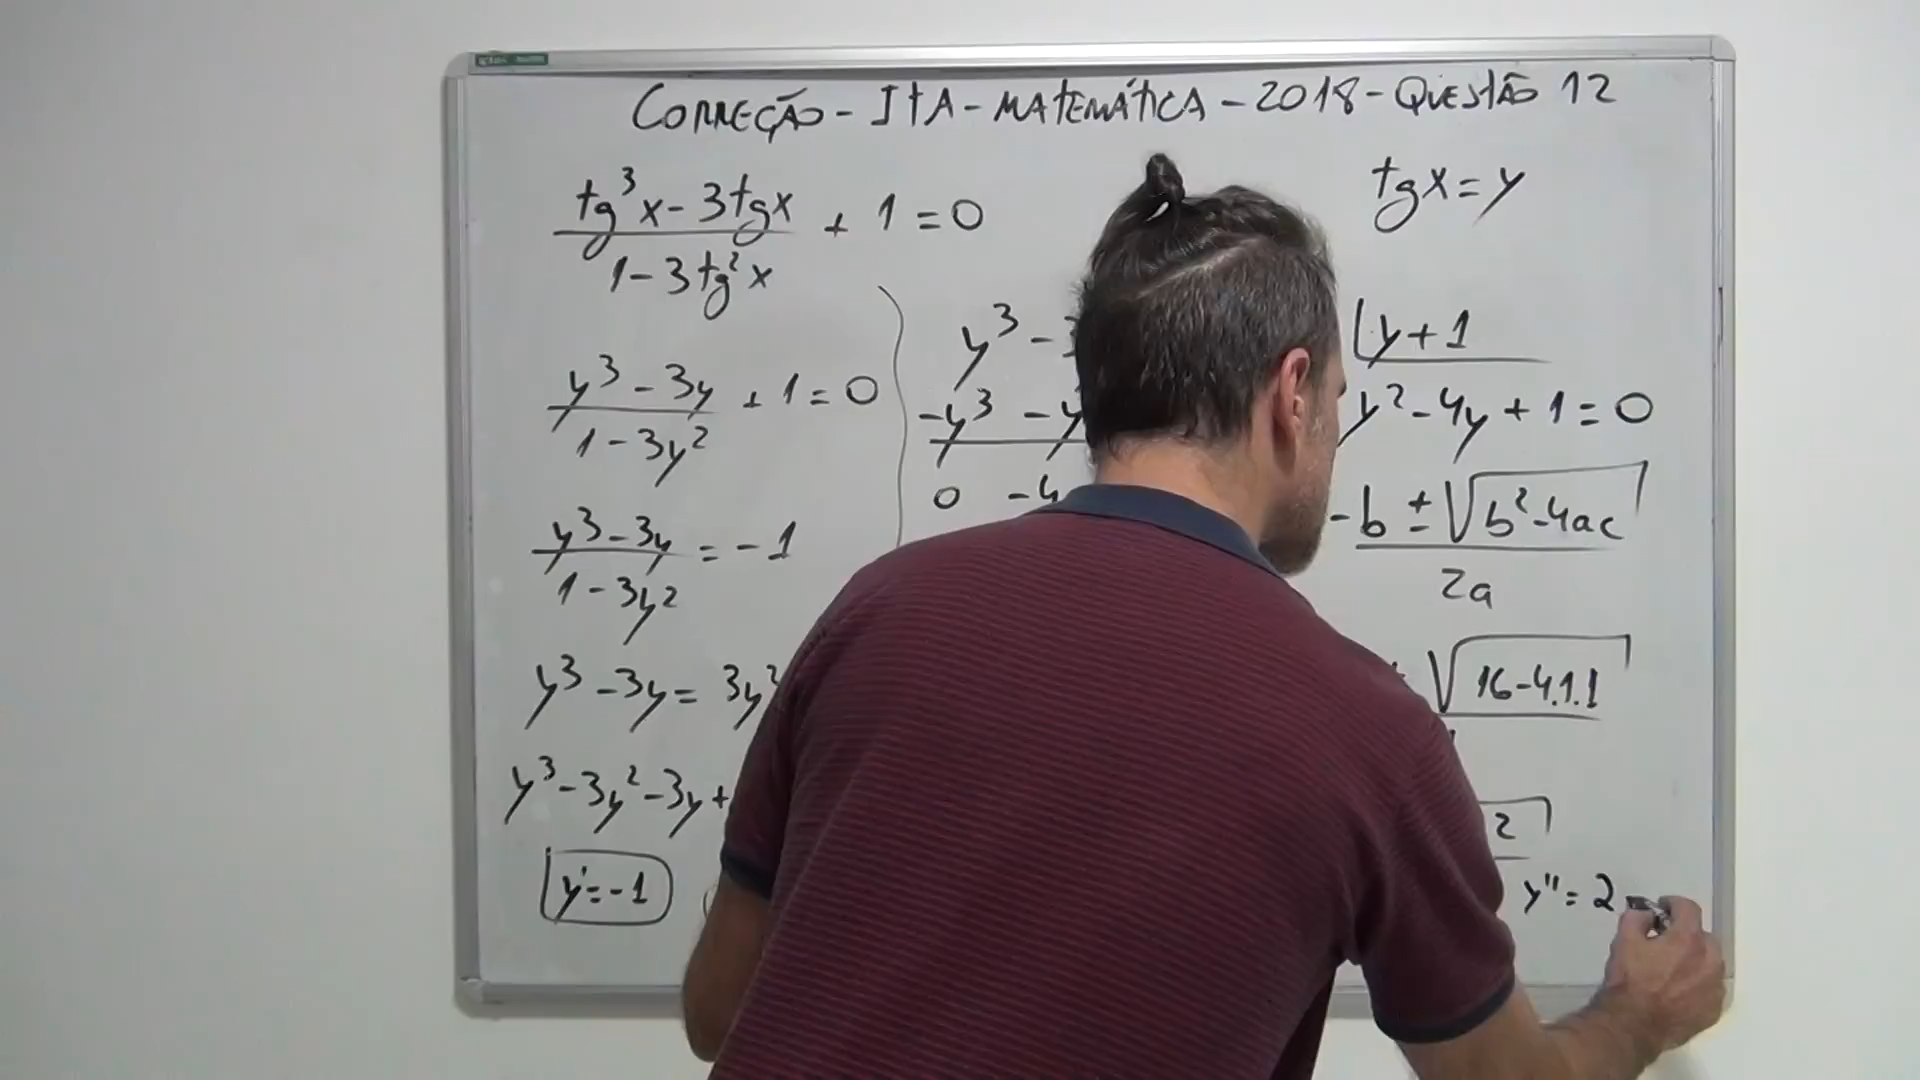 CORREÇÃO - ITA - MATEMÁTICA - 2018 - QUESTÃO 12
tg³x - 3tgx
1 - 3tg²x
+ 1 = 0
y³ - 3y
1 - 3y²
+ 1 = 0
y³ - 3y
1 - 3y²
= -1
y³ - 3y = 3y²
y³ - 3y² - 3y +
y' = -1
y³ -
-y³ - y
0 -4
tgx = y
y + 1
y² - 4y + 1 = 0
-b ± √b² - 4ac
2a
√16 - 4.1.1
2
y'' = 2